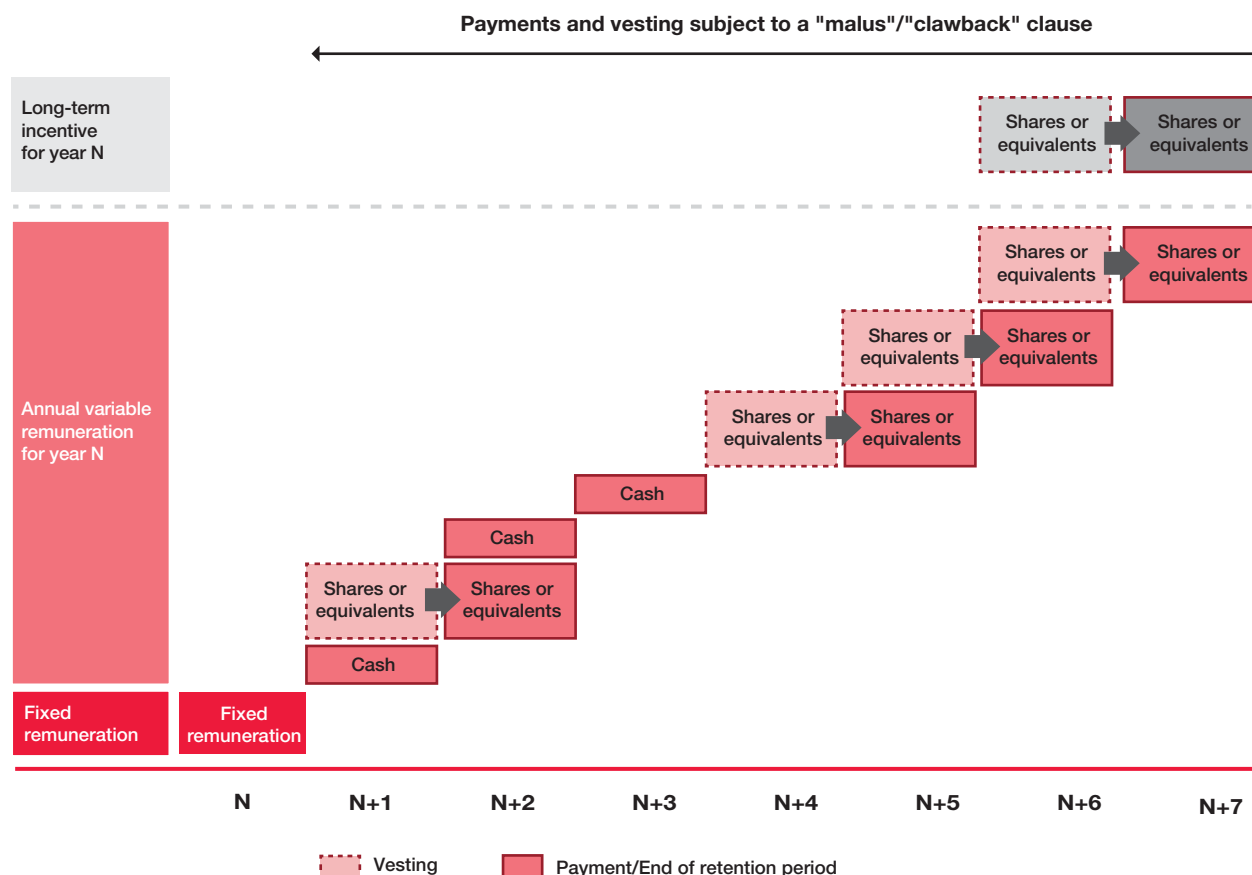 Payments and vesting subject to a "malus"/"clawback" clause
Long-term
incentive
for year N
Shares or
equivalents
Shares or
equivalents
Shares or
equivalents
Shares or
equivalents
Shares or
equivalents
Shares or
equivalents
Annual variable
remuneration
for year N
Shares or
equivalents
Shares or
equivalents
Cash
Cash
Shares or
equivalents
Shares or
equivalents
Cash
Fixed
remuneration
Fixed
remuneration
N
N+1
N+2
N+3
N+4
N+5
N+6
N+7
Vesting
Payment/End of retention period